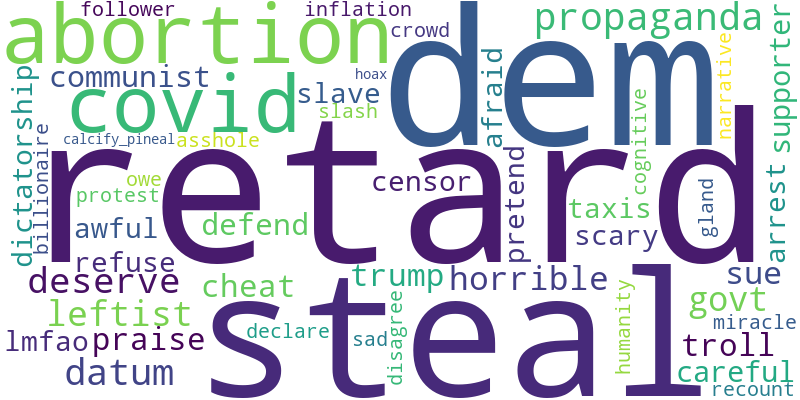 follower
inflation
abortion
crowd
propaganda
dem
supporter
communist
hoax
covid
slave
slash
afraid
narrative
dictatorship
billionaire
calcify_pineal
asshole
retard
cognitive
owe
protest
censor
pretend
taxis
gland
arrest
awful
defend
scary
refuse
deserve
cheat
trump
horrible
sue
steal
leftist
declare
sad
disagree
humanity
govt
miracle
lmfao
praise
troll
datum
careful
recount